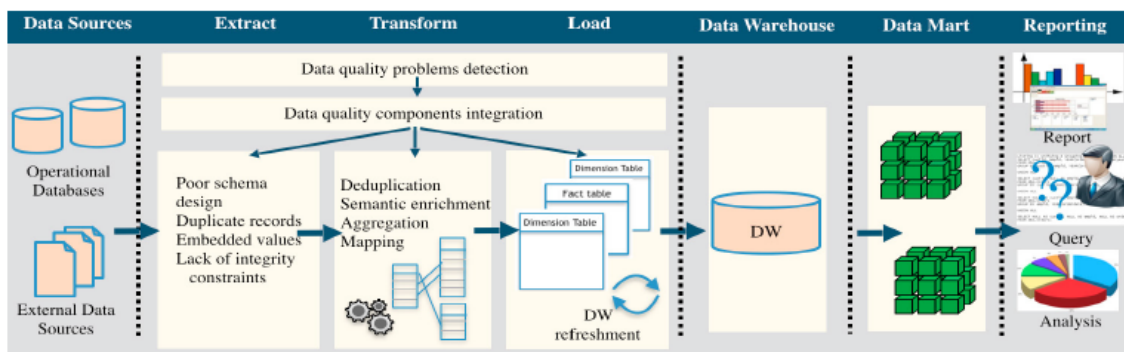 Data Sources
Extract
Transform
Load
Data Warehouse
Data Mart
Reporting
Data quality problems detection
Data quality components integration
Operational
Databases
External Data
Sources
Poor schema
design
Duplicate records
Embedded values
Lack of integrity
constraints
Deduplication
Semantic enrichment
Aggregation
Mapping
Dimension Table
Fact table
Dimension Table
DW
refreshment
DW
Report
??
Query
Analysis